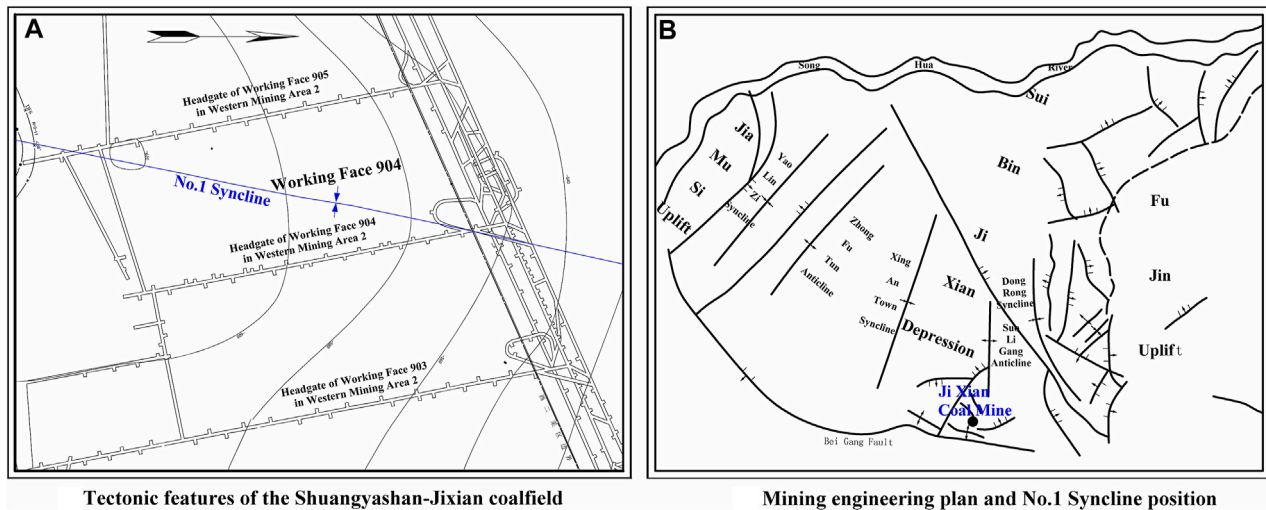 A
Headgate of Working Face 905
in Western Mining Area 2
No.1 Syncline
Working Face 904
Headgate of Working Face 904
in Western Mining Area 2
Headgate of Working Face 903
in Western Mining Area 2
Tectonic features of the Shuangyashan-Jixian coalfield
B
Song
Hua
River
Sui
Bin
Fu
Jin
Uplift
Jia
Mu
Si
Uplift
Yao
Lin
Zi
Syncline
Zhong
Fu
Tun
Anticline
Xing
An
Town
Syncline
Ji
Xian
Depression
Dong
Rong
Syncline
Suo
Li
Gang
Anticline
Ji Xian
Coal Mine
Bei Gang Fault
Mining engineering plan and No.1 Syncline position